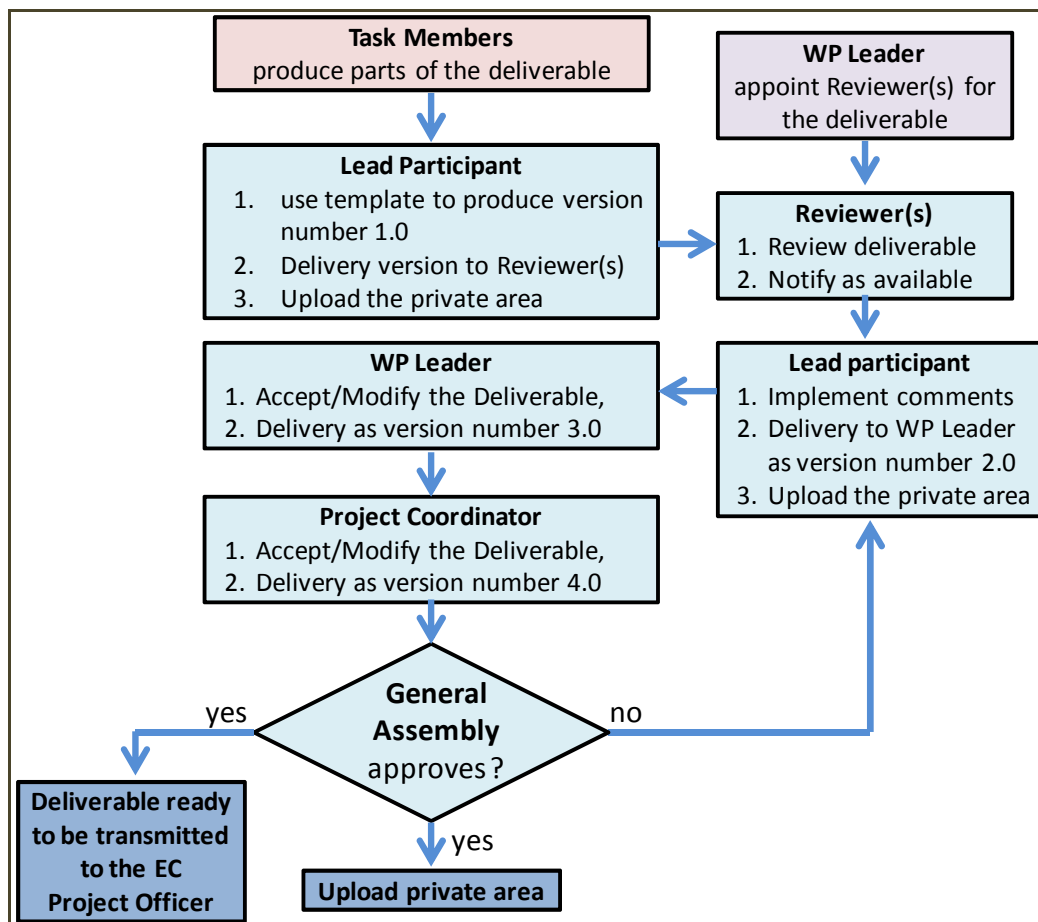 Task Members
produce parts of the deliverable
WP Leader
appoint Reviewer(s) for
the deliverable
Lead Participant
1. use template to produce version
number 1.0
2. Delivery version to Reviewer(s)
3. Upload the private area
Reviewer(s)
1. Review deliverable
2. Notify as available
WP Leader
1. Accept/Modify the Deliverable,
2. Delivery as version number 3.0
Lead participant
1. Implement comments
2. Delivery to WP Leader
as version number 2.0
3. Upload the private area
Project Coordinator
1. Accept/Modify the Deliverable,
2. Delivery as version number 4.0
General
Assembly
approves?
yes
no
Deliverable ready
to be transmitted
to the EC
Project Officer
yes
Upload private area